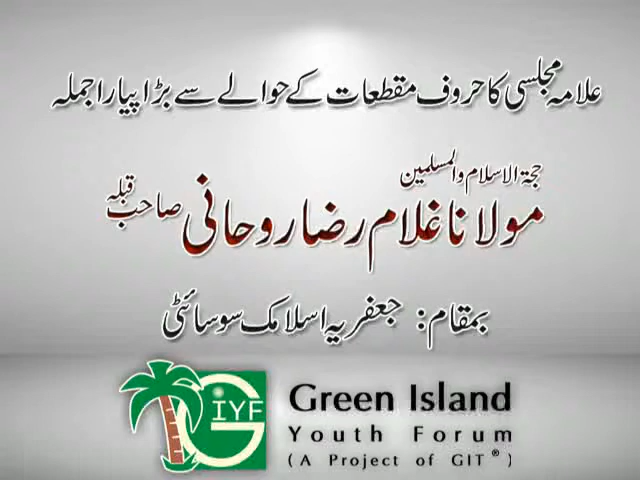 علامہ مجلسی کا حروف مقطعات کے حوالے سے بڑا پیارا جملہ
حجۃ الاسلام والمسلمین
مولانا غلام رضا روحانی صاحب قبلہ
بمقام: جعفریہ اسلامک سوسائٹی
GIYF
Green Island
Youth Forum
(A Project of GIT®)